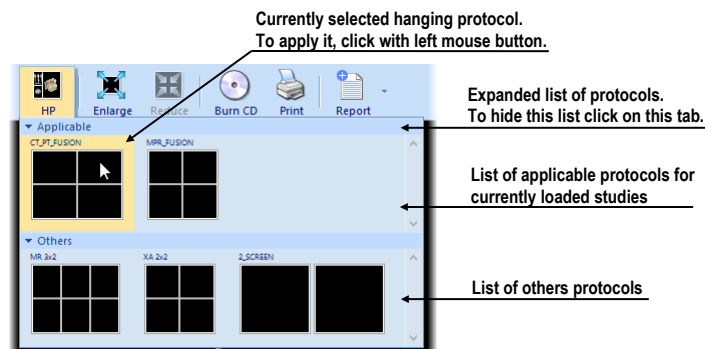 Currently selected hanging protocol.
To apply it, click with left mouse button.
HP Enlarge Reduce Burn CD Print Report
Expanded list of protocols.
To hide this list click on this tab.
Applicable
CT_PT_FUSION MPR_FUSION
List of applicable protocols for
currently loaded studies
Others
MR 3x2 XA 2x2 2_SCREEN
List of others protocols